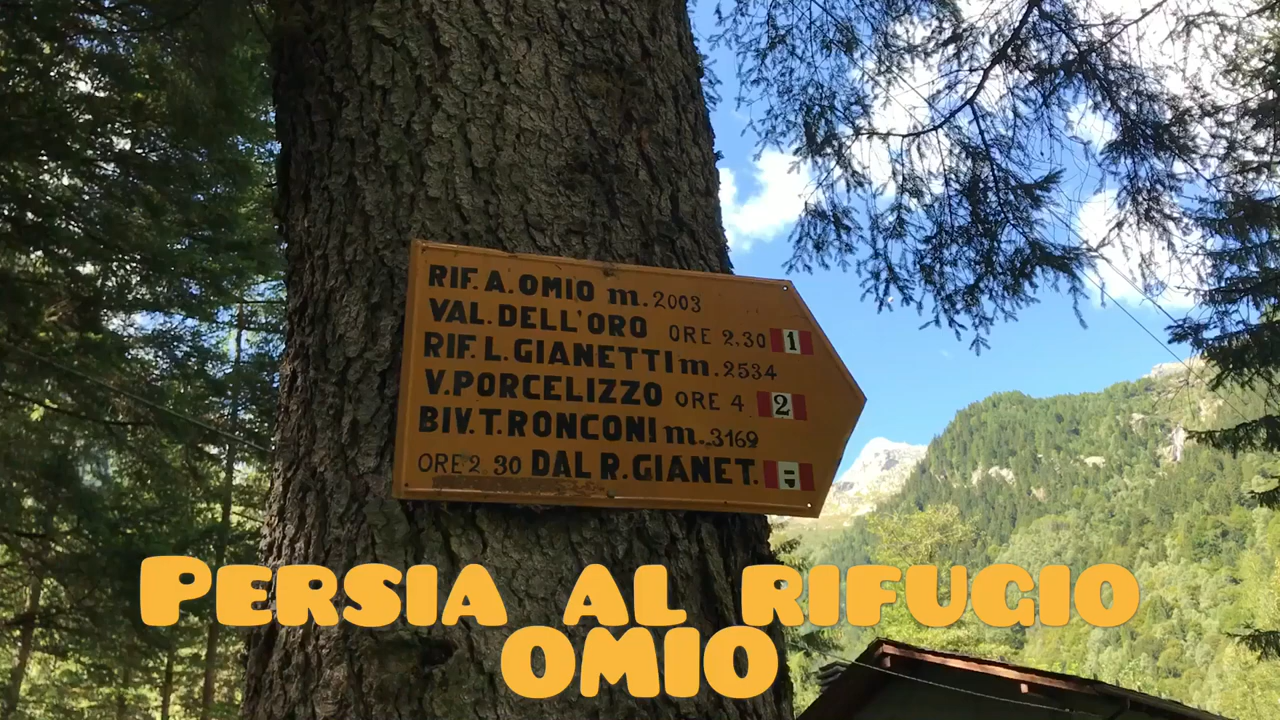 RIF. A. OMIO m. 2003
VAL. DELL'ORO ORE 2.30 1
RIF. L. GIANETTI m. 2534
V. PORCELIZZO ORE 4 2
BIV. T. RONCONI m. 3169
ORE 2.30 DAL R. GIANET.
PERSIA AL RIFUGIO
OMIO